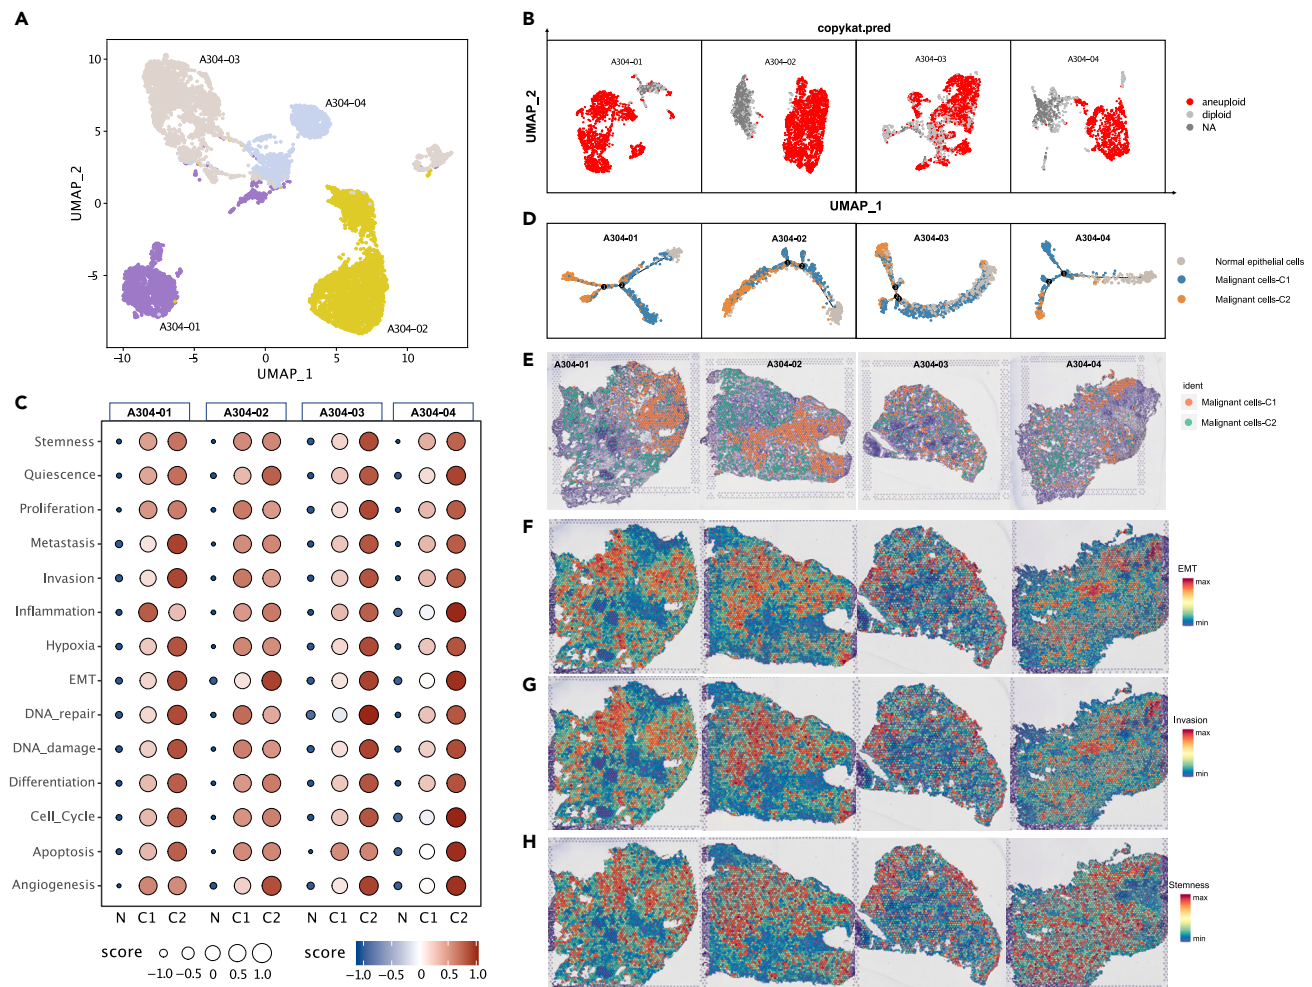 A
A304-03
A304-04
A304-01
A304-02
10
5
0
−5
−10
−5
0
5
10
UMAP_2
UMAP_1
B
copykat.pred
A304-01
A304-02
A304-03
A304-04
UMAP_2
UMAP_1
aneuploid
diploid
NA
D
A304-01
A304-02
A304-03
A304-04
Normal epithelial cells
Malignant cells-C1
Malignant cells-C2
E
A304-01
A304-02
A304-03
A304-04
ident
Malignant cells-C1
Malignant cells-C2
C
A304-01 A304-02 A304-03 A304-04
Stemness
Quiescence
Proliferation
Metastasis
Invasion
Inflammation
Hypoxia
EMT
DNA_repair
DNA_damage
Differentiation
Cell_Cycle
Apoptosis
Angiogenesis
N C1 C2 N C1 C2 N C1 C2 N C1 C2
score
−1.0 −0.5 0 0.5 1.0
score
−1.0 −0.5 0 0.5 1.0
F
EMT
max
min
G
Invasion
max
min
H
Stemness
max
min